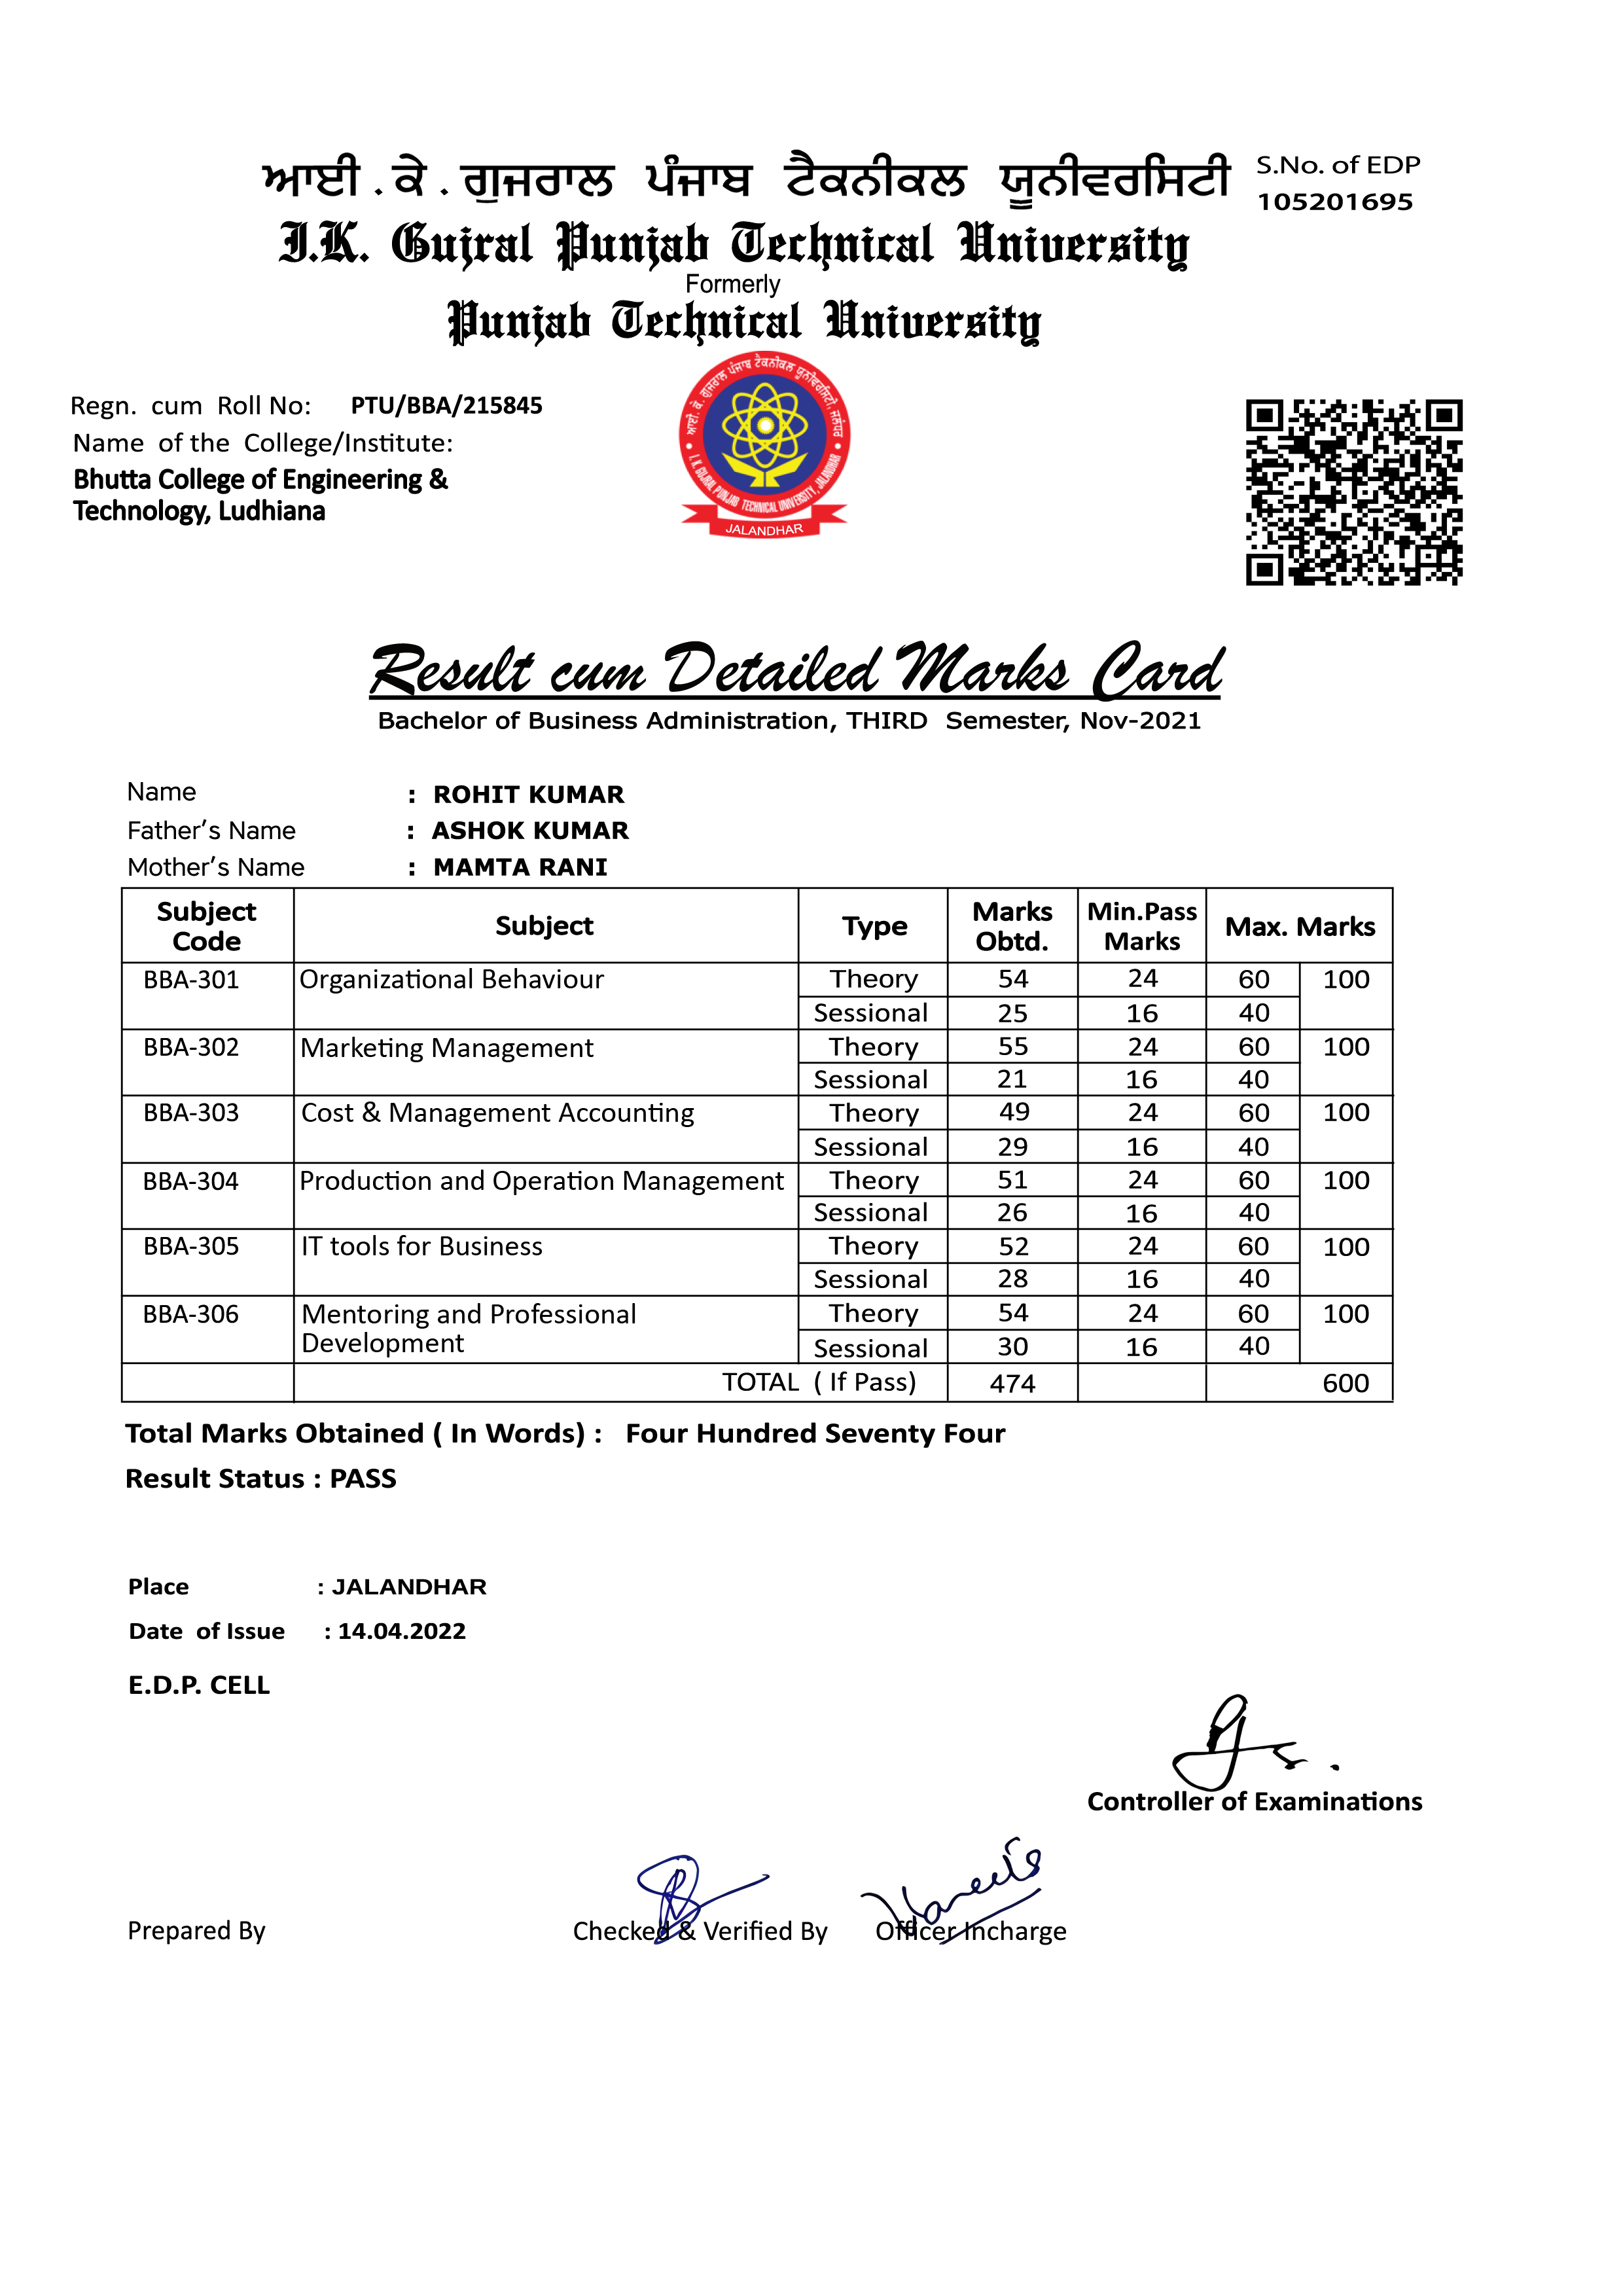 ਆਈ . ਕੇ . ਗੁਜਰਾਲ ਪੰਜਾਬ ਟੈਕਨੀਕਲ ਯੂਨੀਵਰਸਿਟੀ
S.No. of EDP
105201695
I.K. Gujral Punjab Technical University
Formerly
Punjab Technical University
ਆਈ. ਕੇ. ਗੁਜਰਾਲ ਪੰਜਾਬ ਟੈਕਨੀਕਲ ਯੂਨੀਵਰਸਿਟੀ, ਜਲੰਧਰ
I. K. GUJRAL PUNJAB TECHNICAL UNIVERSITY, JALANDHAR
JALANDHAR
Regn. cum Roll No: PTU/BBA/215845
Name of the College/Institute:
Bhutta College of Engineering &
Technology, Ludhiana
Result cum Detailed Marks Card
Bachelor of Business Administration, THIRD Semester, Nov-2021
Name : ROHIT KUMAR
Father's Name : ASHOK KUMAR
Mother's Name : MAMTA RANI
Subject Code Subject Type Marks Obtd. Min.Pass Marks Max. Marks
BBA-301 Organizational Behaviour Theory 54 24 60 100
Sessional 25 16 40
BBA-302 Marketing Management Theory 55 24 60 100
Sessional 21 16 40
BBA-303 Cost & Management Accounting Theory 49 24 60 100
Sessional 29 16 40
BBA-304 Production and Operation Management Theory 51 24 60 100
Sessional 26 16 40
BBA-305 IT tools for Business Theory 52 24 60 100
Sessional 28 16 40
BBA-306 Mentoring and Professional Theory 54 24 60 100
Development Sessional 30 16 40
TOTAL ( If Pass) 474 600
Total Marks Obtained ( In Words) : Four Hundred Seventy Four
Result Status : PASS
Place : JALANDHAR
Date of Issue : 14.04.2022
E.D.P. CELL
Controller of Examinations
Prepared By Checked & Verified By Officer Incharge